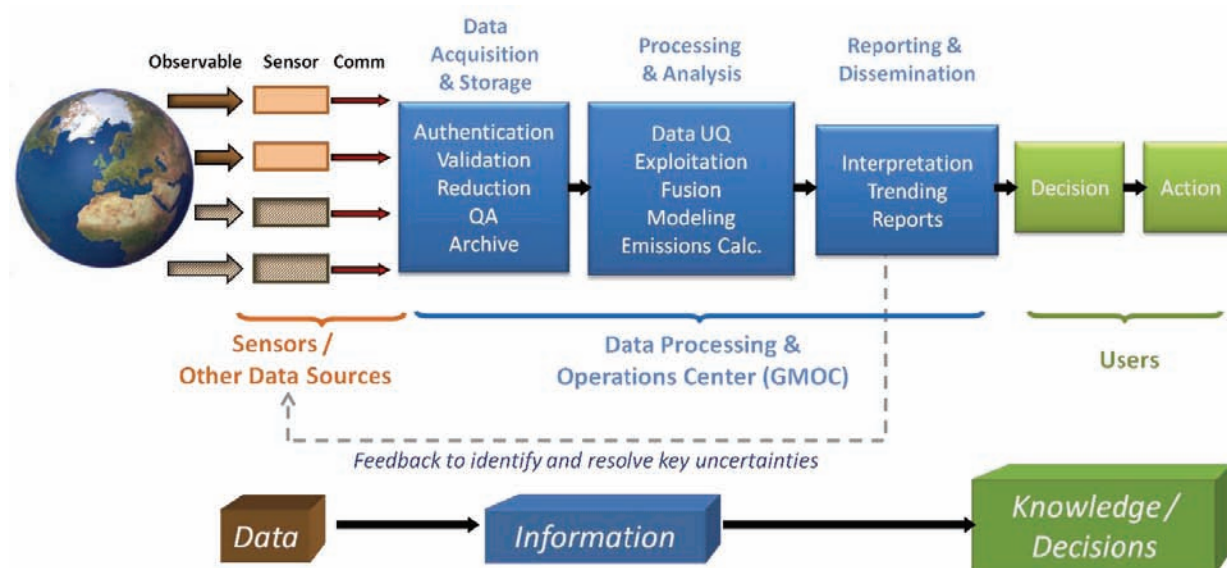 Data
Acquisition
& Storage
Processing
& Analysis
Reporting &
Dissemination
Observable
Sensor
Comm
Authentication
Validation
Reduction
QA
Archive
Data UQ
Exploitation
Fusion
Modeling
Emissions Calc.
Interpretation
Trending
Reports
Decision
Action
Sensors /
Other Data Sources
Data Processing &
Operations Center (GMOC)
Users
Feedback to identify and resolve key uncertainties
Data
Information
Knowledge /
Decisions